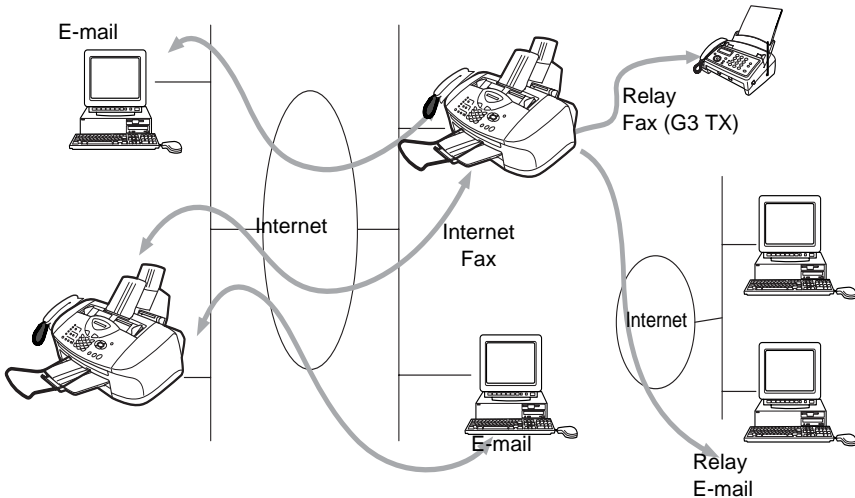 E-mail
Relay
Fax (G3 TX)
Internet
Internet
Fax
Internet
E-mail
Relay
E-mail